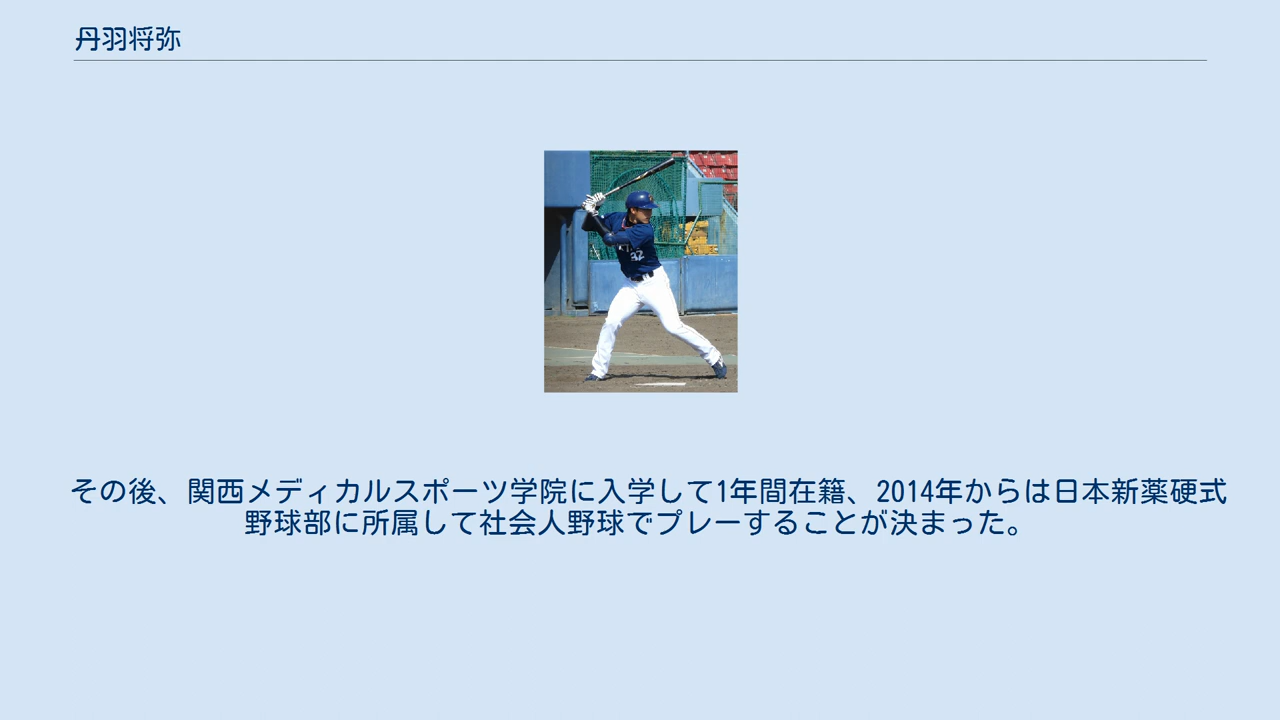 丹羽将弥
32
その後、関西メディカルスポーツ学院に入学して1年間在籍、2014年からは日本新薬硬式
野球部に所属して社会人野球でプレーすることが決まった。